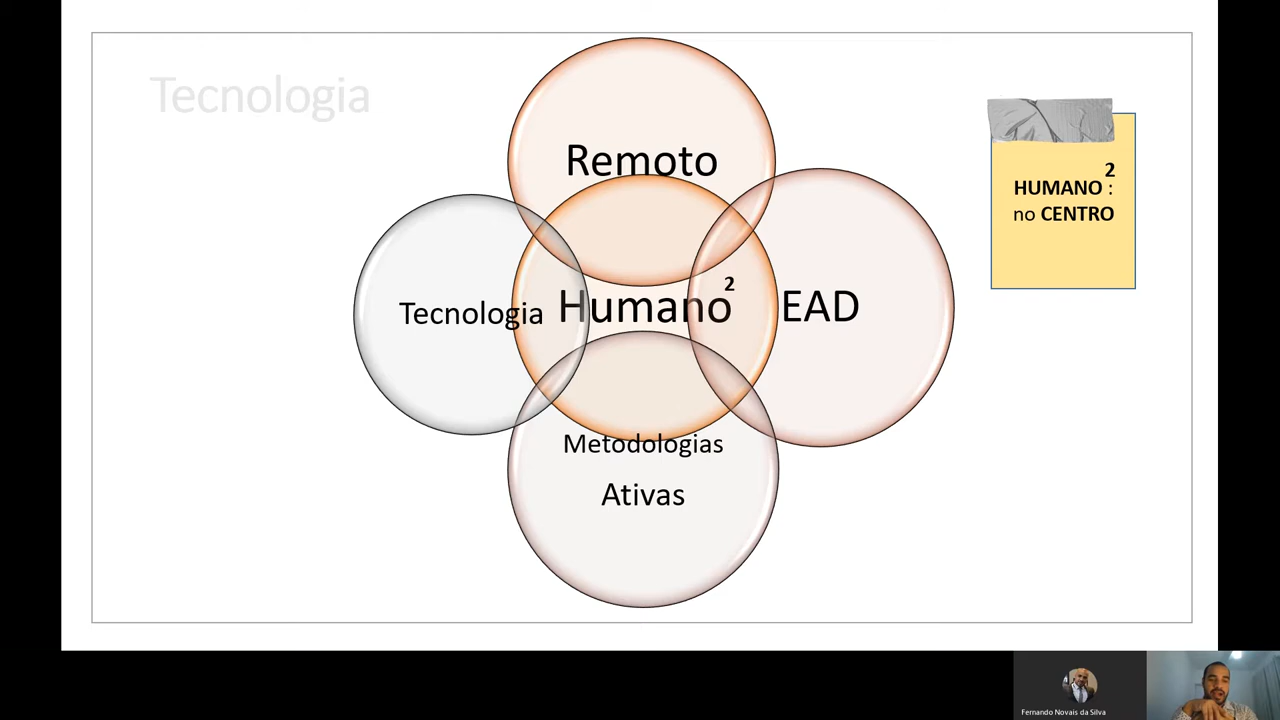 Tecnologia
Remoto
2
HUMANO :
no CENTRO
Tecnologia
Humano
2
EAD
Metodologias
Ativas
Fernando Novais da Silva